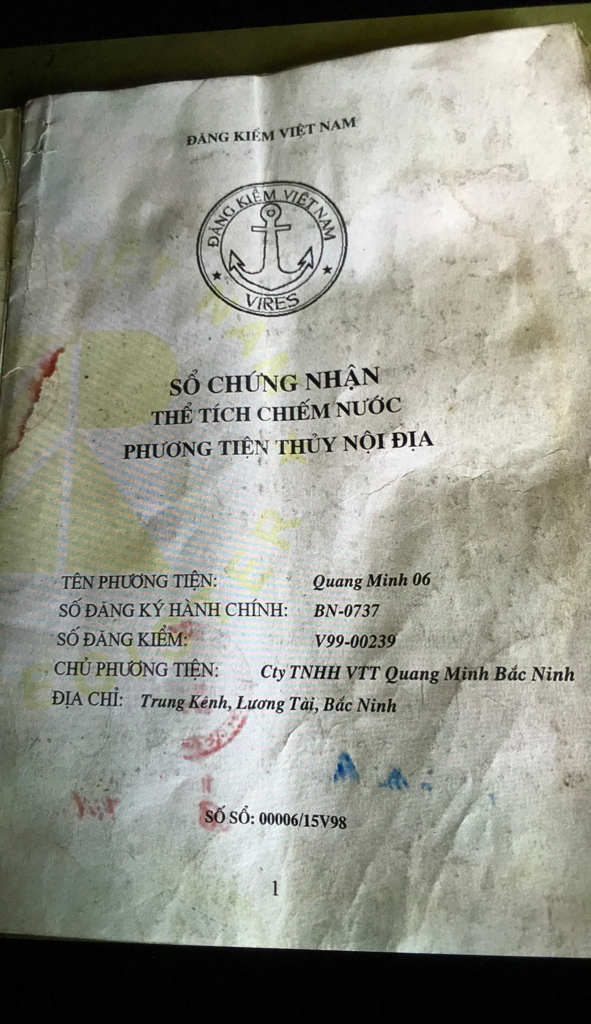 ĐĂNG KIỂM VIỆT NAM
ĐĂNG KIỂM VIỆT NAM
VIRES
SỔ CHỨNG NHẬN
THỂ TÍCH CHIẾM NƯỚC
PHƯƠNG TIỆN THỦY NỘI ĐỊA
TÊN PHƯƠNG TIỆN: Quang Minh 06
SỐ ĐĂNG KÝ HÀNH CHÍNH: BN-0737
SỐ ĐĂNG KIỂM: V99-00239
CHỦ PHƯƠNG TIỆN: Cty TNHH VTT Quang Minh Bắc Ninh
ĐỊA CHỈ: Trung Kênh, Lương Tài, Bắc Ninh
SỐ SỔ: 00006/15V98
1